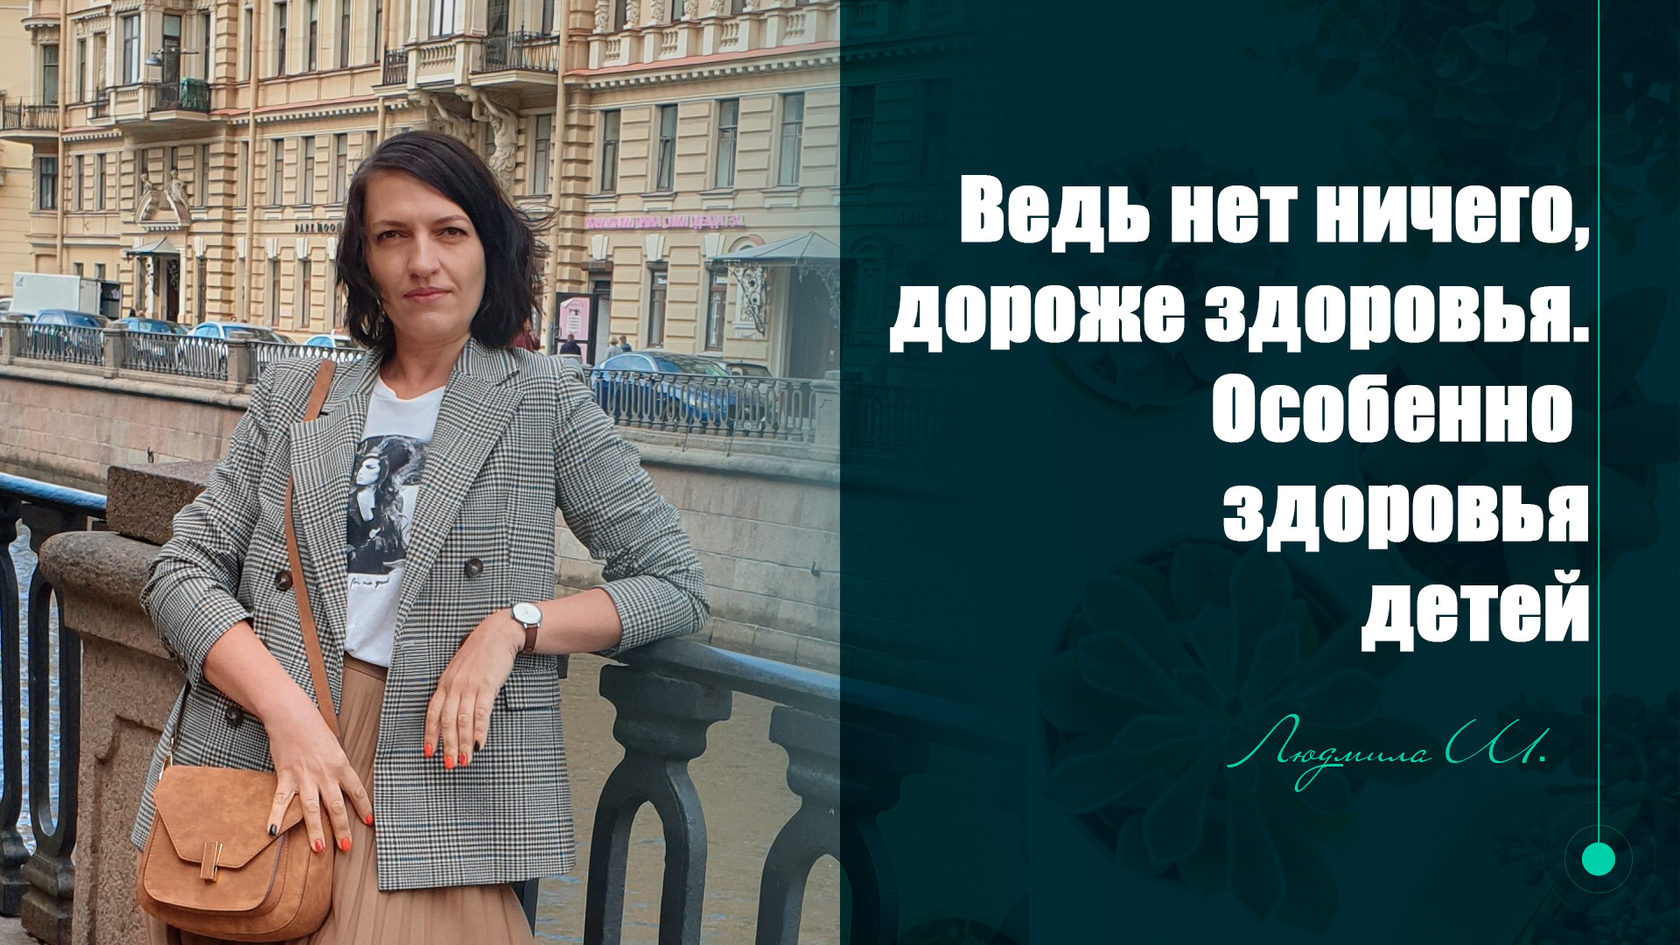 Ведь нет ничего,
дороже здоровья.
Особенно
здоровья
детей
Людмила Ш.